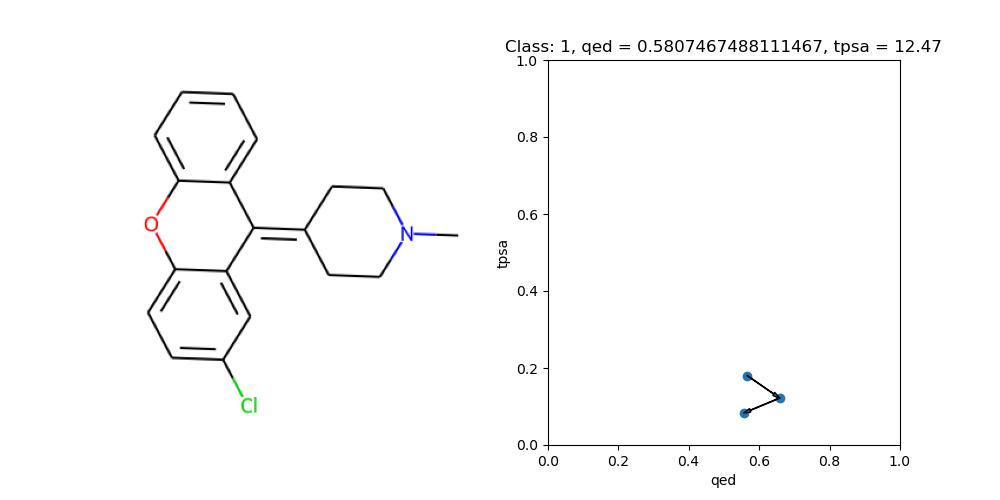 Class: 1, qed = 0.5807467488111467, tpsa = 12.47
O
N
Cl
1.0
0.8
0.6
0.4
0.2
0.0
tpsa
0.0 0.2 0.4 0.6 0.8 1.0
qed